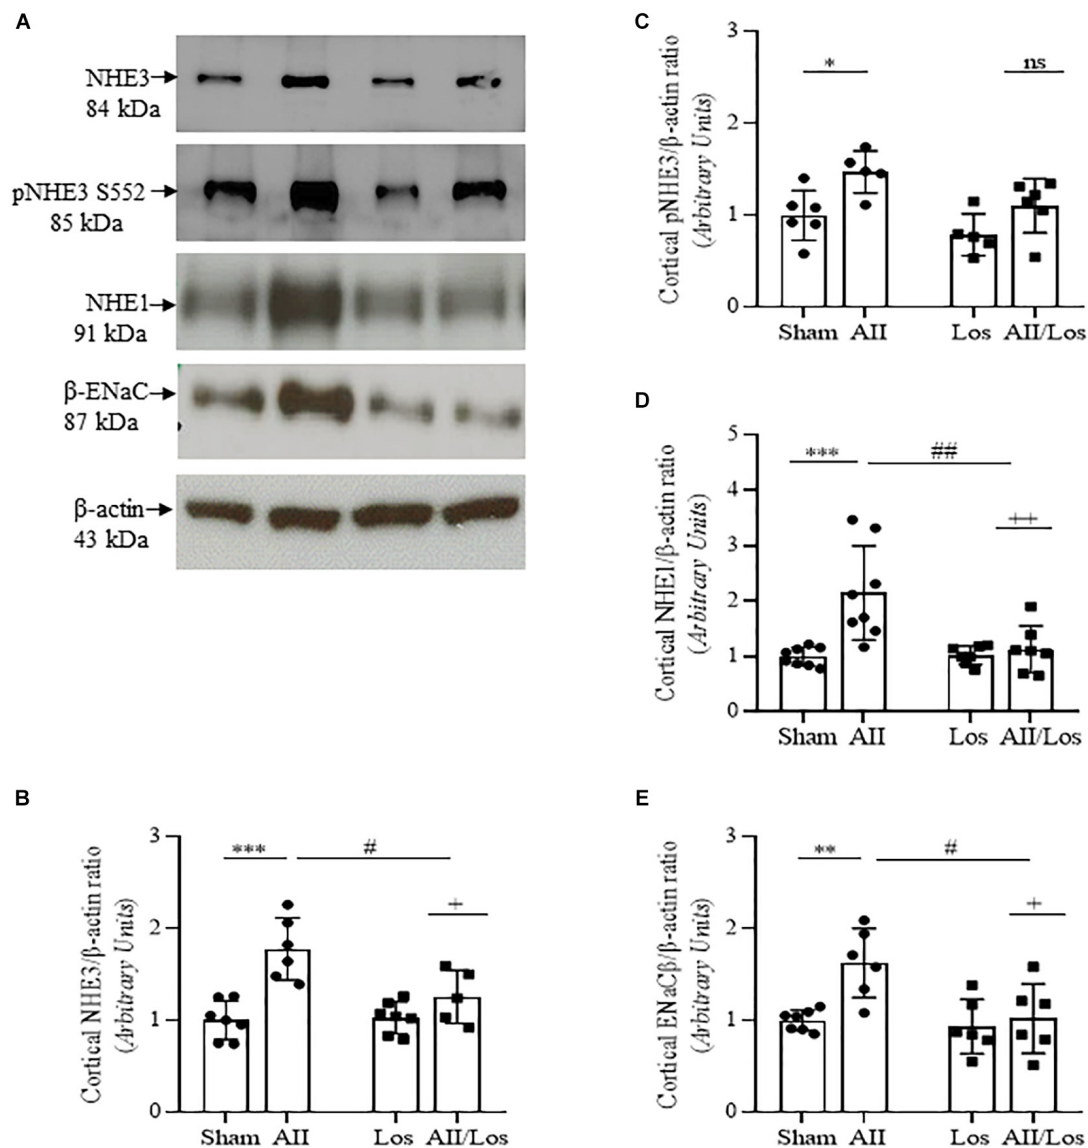 A
NHE3
84 kDa
pNHE3 S552
85 kDa
NHE1
91 kDa
β-ENaC
87 kDa
β-actin
43 kDa
B
Cortical NHE3/β-actin ratio
(Arbitrary Units)
3
2
1
0
***
#
+
Sham AII Los AII/Los
C
Cortical pNHE3/β-actin ratio
(Arbitrary Units)
3
2
1
0
*
ns
Sham AII Los AII/Los
D
Cortical NHE1/β-actin ratio
(Arbitrary Units)
5
4
3
2
1
0
***
##
++
Sham AII Los AII/Los
E
Cortical ENaCβ/β-actin ratio
(Arbitrary Units)
3
2
1
0
**
#
+
Sham AII Los AII/Los